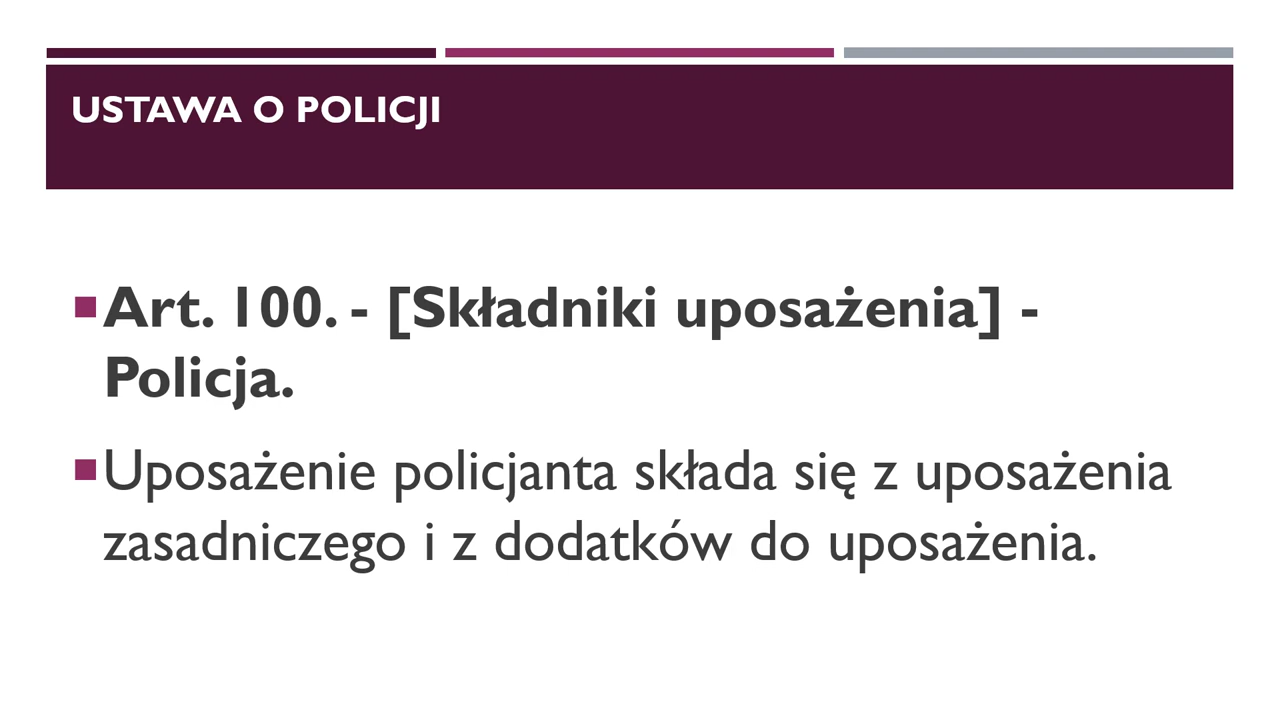 USTAWA O POLICJI
Art. 100. - [Składniki uposażenia] -
Policja.
Uposażenie policjanta składa się z uposażenia
zasadniczego i z dodatków do uposażenia.